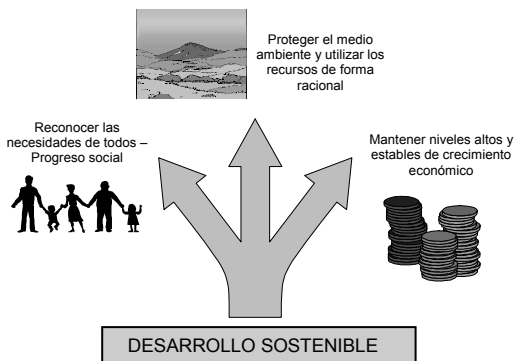 Proteger el medio
ambiente y utilizar los
recursos de forma
racional
Reconocer las
necesidades de todos –
Progreso social
Mantener niveles altos y
estables de crecimiento
económico
DESARROLLO SOSTENIBLE